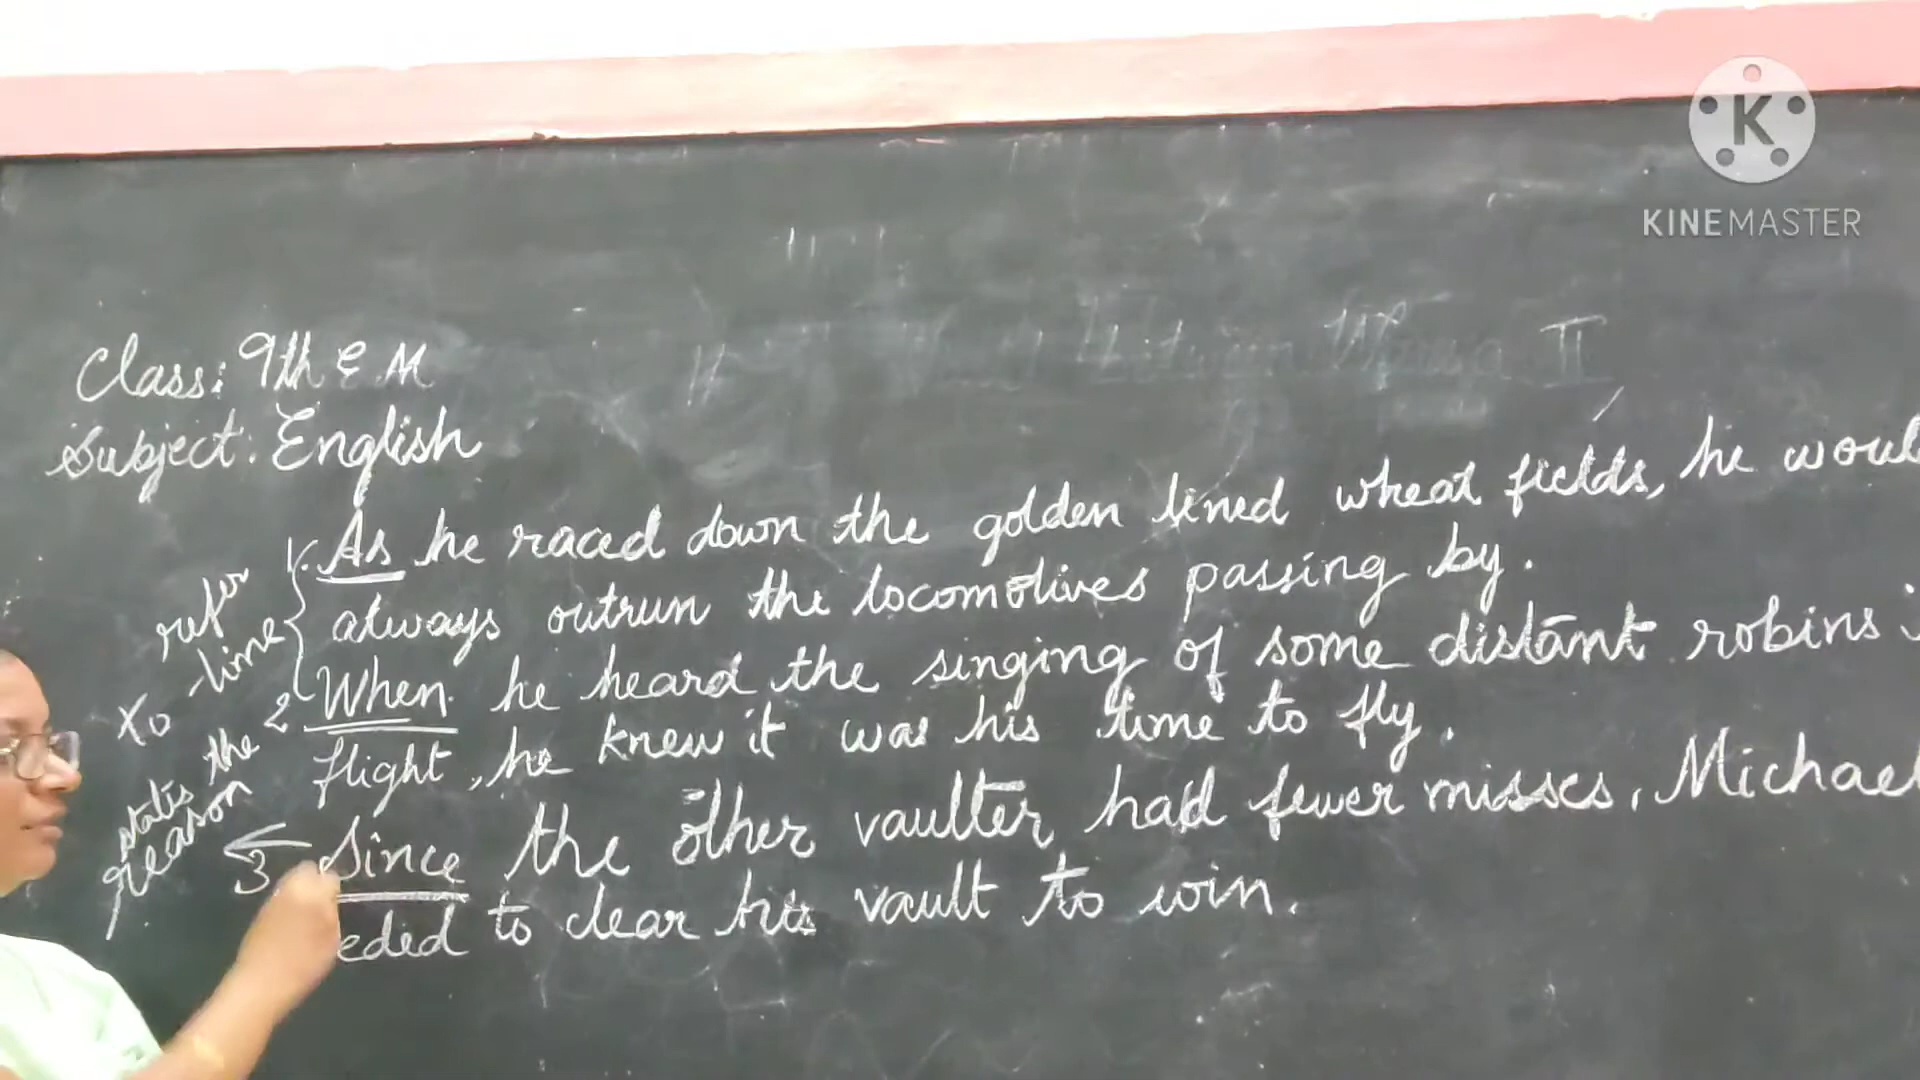 K
KINEMASTER
Class: 9th E.M
Subject: English
1. As he raced down the golden lined wheat fields, he woul
always outrun the locomotives passing by.
2 When he heard the singing of some distant robins i
flight, he knew it was his time to fly.
3 Since the other vaulter had fewer misses, Michael
eded to clear his vault to win.
refer
to time
states the
reason